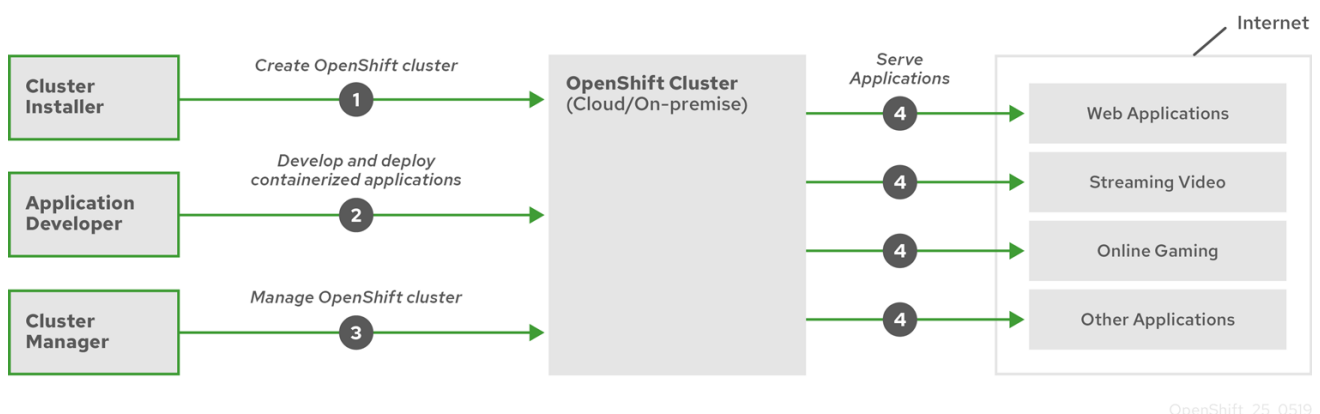 Internet
Cluster
Installer
Create OpenShift cluster
1
OpenShift Cluster
(Cloud/On-premise)
Serve
Applications
4
Web Applications
Application
Developer
Develop and deploy
containerized applications
2
4
Streaming Video
4
Online Gaming
Cluster
Manager
Manage OpenShift cluster
3
4
Other Applications
OpenShift_25_0519